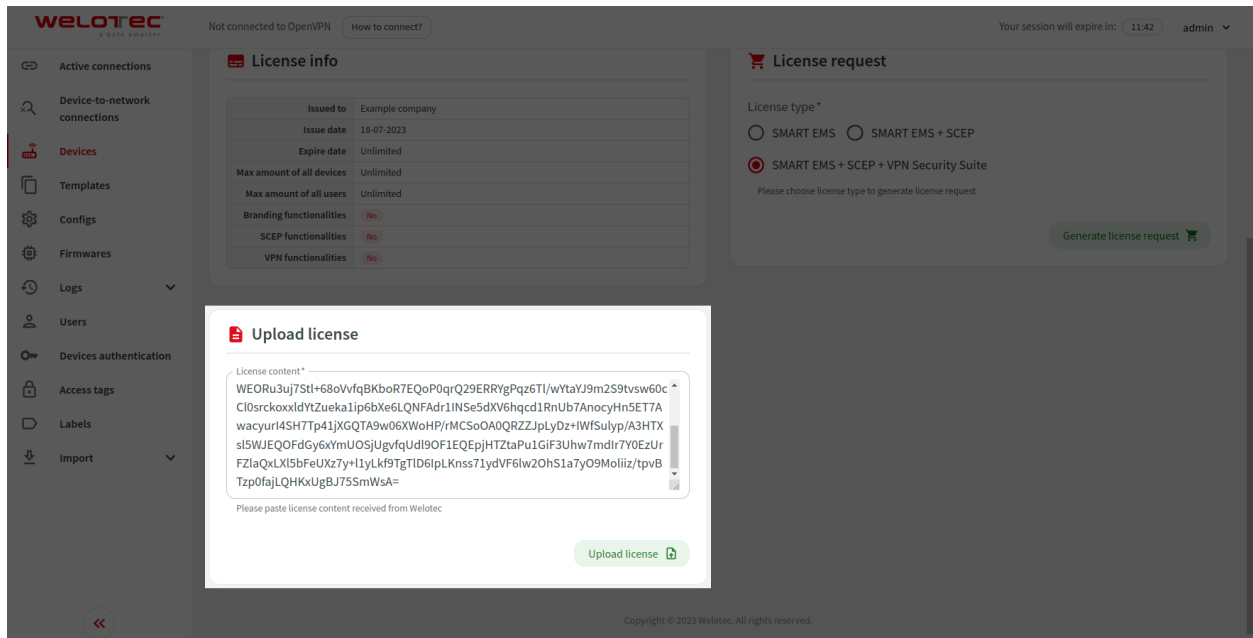 welotec
a byte smarter
Not connected to OpenVPN
How to connect?
Your session will expire in:
11:42
admin
Active connections
Device-to-network
connections
Devices
Templates
Configs
Firmwares
Logs
Users
Devices authentication
Access tags
Labels
Import
License info
Issued to Example company
Issue date 18-07-2023
Expire date Unlimited
Max amount of all devices Unlimited
Max amount of all users Unlimited
Branding functionalities No
SCEP functionalities No
VPN functionalities No
License request
License type*
SMART EMS SMART EMS + SCEP
SMART EMS + SCEP + VPN Security Suite
Please choose license type to generate license request
Generate license request
Upload license
License content*
WEORu3uj7Stl+68oVvfqBKboR7EQoP0qrQ29ERRYgPqz6Tl/wYtaYJ9m2S9tvsw60c
Cl0srckoxxldYtZueka1ip6bXe6LQNFAdr1INSe5dXV6hqcd1RnUb7AnocyHn5ET7A
wacyurI4SH7Tp41jXGQTA9w06XWoHP/rMCSoOA0QRZZJpLyDz+IWfSulyp/A3HTX
sl5WJEQOFdGy6xYmUOSjUgvfqUdl9OF1EQEpjHTZtaPu1GiF3Uhw7mdIr7Y0EzUr
FZlaQxLXl5bFeUXz7y+l1yLkf9TgTlD6IpLKnss71ydVF6lw2OhS1a7yO9Moliiz/tpvB
Tzp0fajLQHKxUgBJ75SmWsA=
Please paste license content received from Welotec
Upload license
Copyright © 2023 Welotec. All rights reserved.